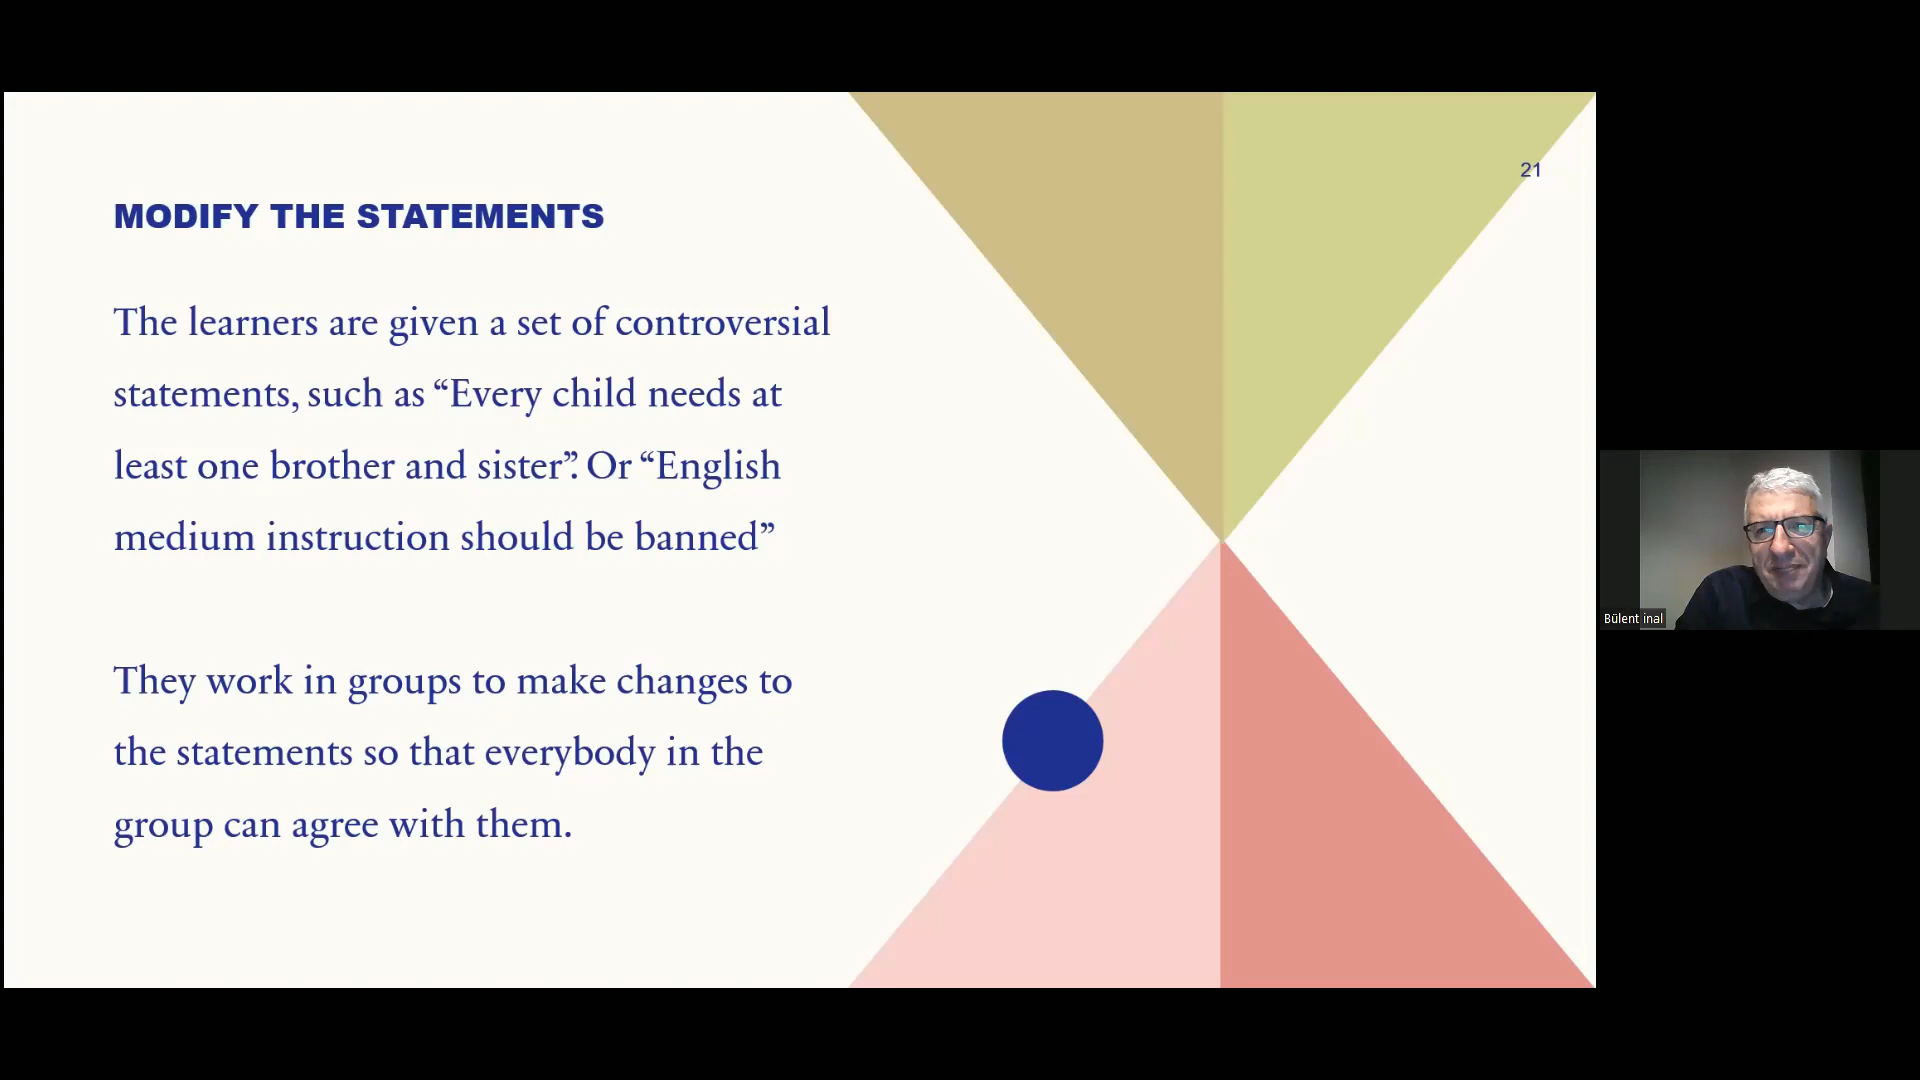 21
MODIFY THE STATEMENTS
The learners are given a set of controversial
statements, such as “Every child needs at
least one brother and sister”. Or “English
medium instruction should be banned”
They work in groups to make changes to
the statements so that everybody in the
group can agree with them.
Bülent inal